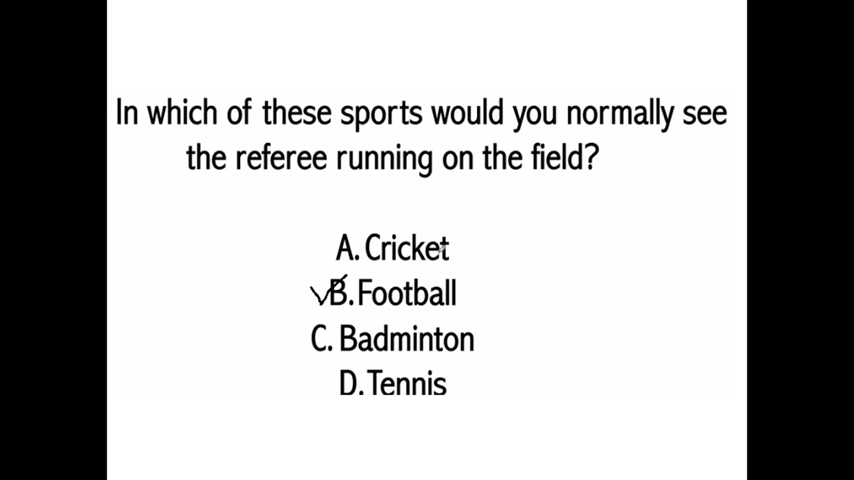 In which of these sports would you normally see
the referee running on the field?
A. Cricket
B. Football
C. Badminton
D. Tennis